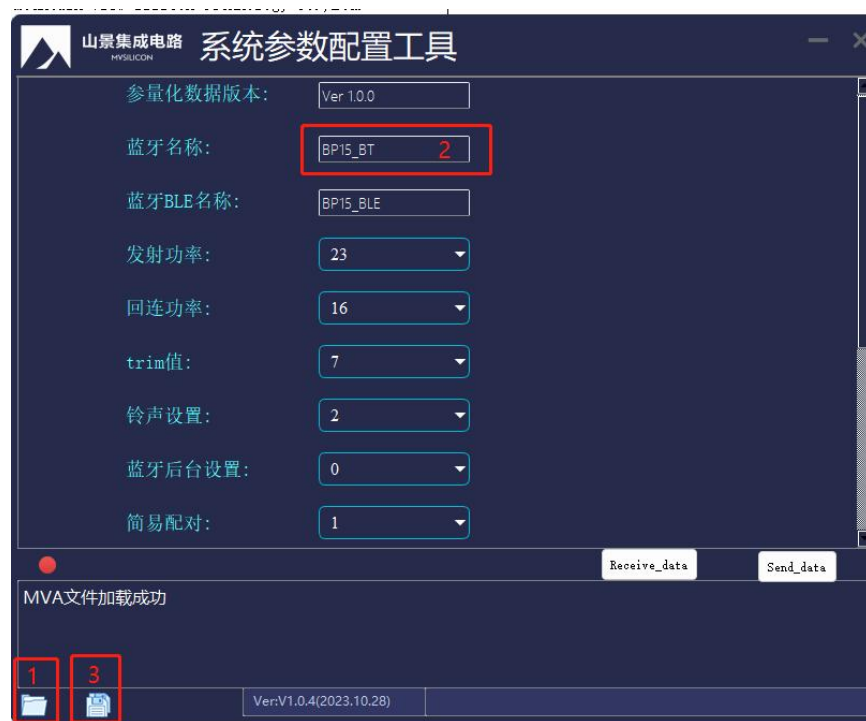 山景集成电路
MVSILICON
系统参数配置工具
参量化数据版本: Ver 1.0.0
蓝牙名称: BP15_BT 2
蓝牙BLE名称: BP15_BLE
发射功率: 23
回连功率: 16
trim值: 7
铃声设置: 2
蓝牙后台设置: 0
简易配对: 1
Receive_data Send_data
MVA文件加载成功
1 3
Ver:V1.0.4(2023.10.28)